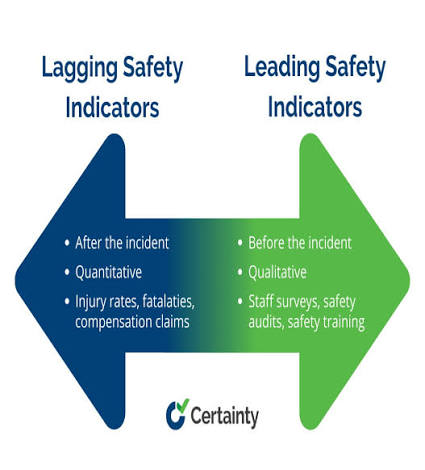 Lagging Safety
Indicators
Leading Safety
Indicators
• After the incident
• Quantitative
• Injury rates, fatalaties,
compensation claims
• Before the incident
• Qualitative
• Staff surveys, safety
audits, safety training
Certainty